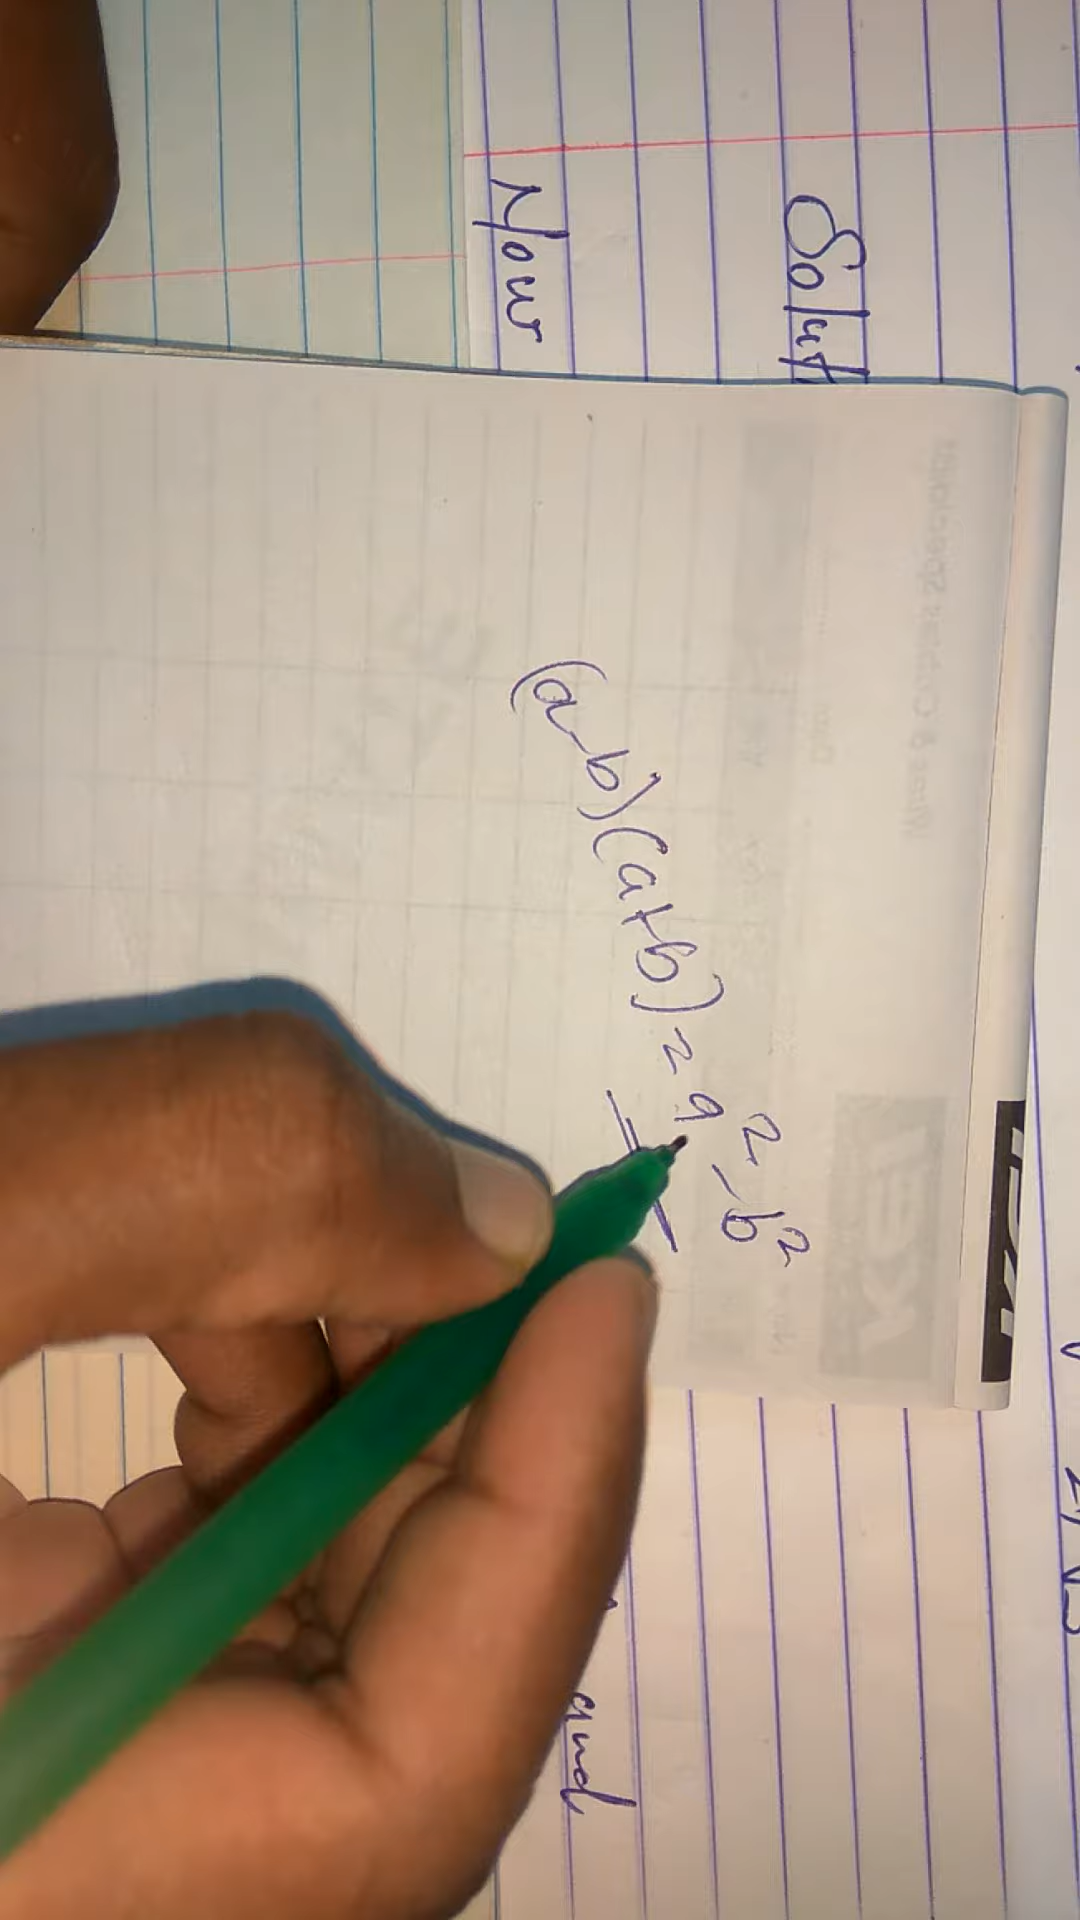 Solut
Now
(a-b)(a+b) = a² - b²
and